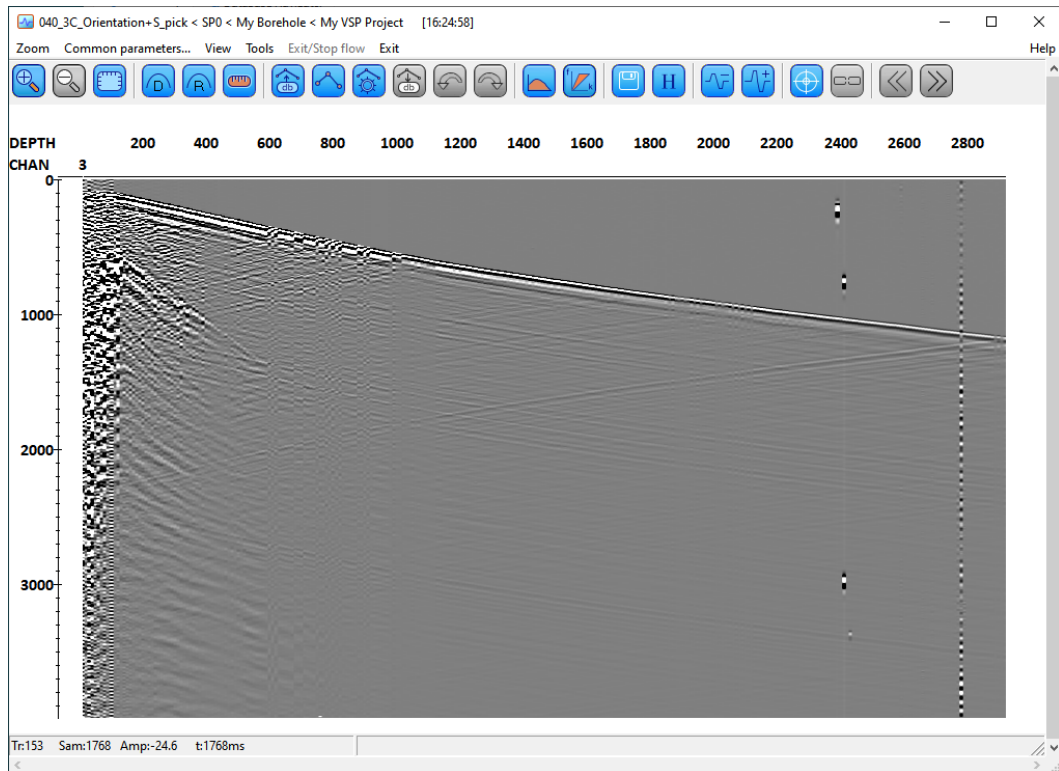 040_3C_Orientation+S_pick < SP0 < My Borehole < My VSP Project [16:24:58]
Zoom Common parameters... View Tools Exit/Stop flow Exit Help
D R db db f k H
DEPTH 200 400 600 800 1000 1200 1400 1600 1800 2000 2200 2400 2600 2800
CHAN 3
0
1000
2000
3000
Tr:153 Sam:1768 Amp:-24.6 t:1768ms